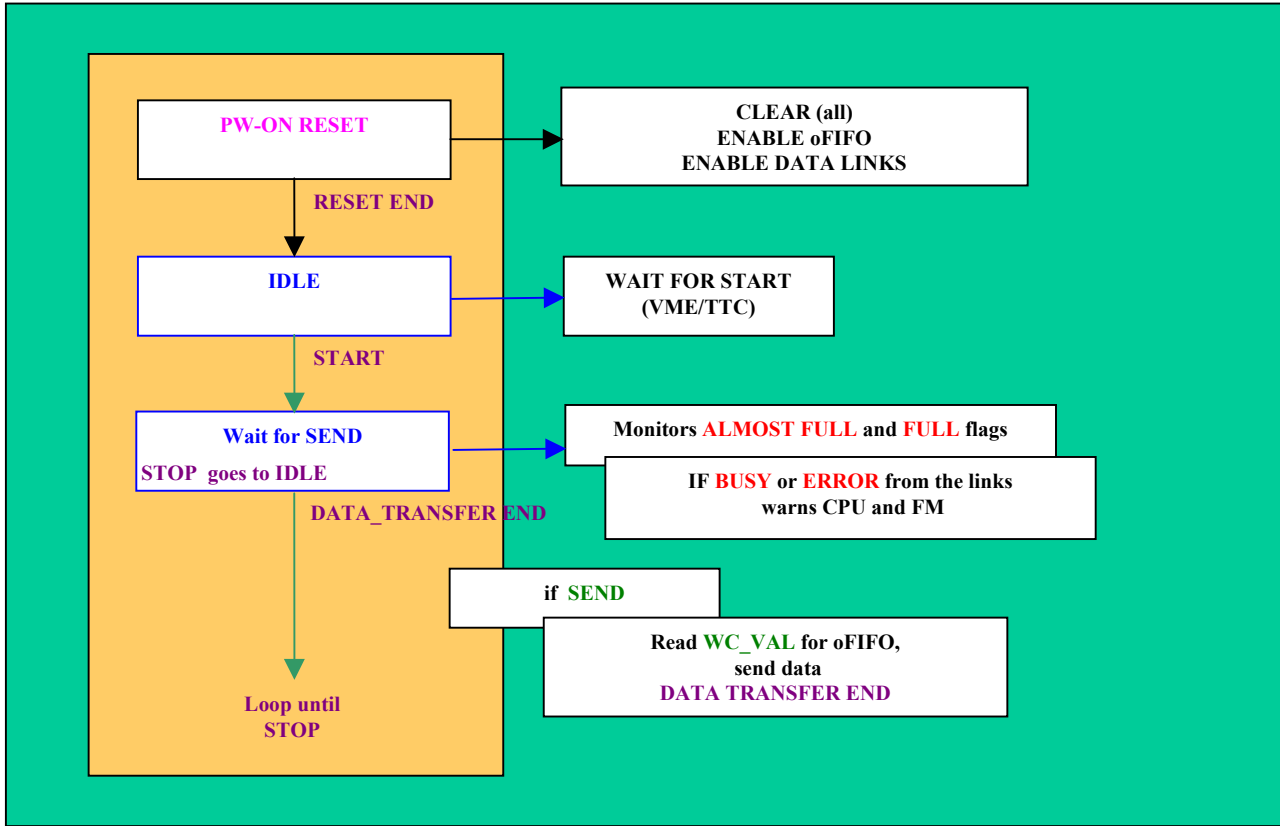 PW-ON RESET
CLEAR (all)
ENABLE oFIFO
ENABLE DATA LINKS
RESET END
IDLE
WAIT FOR START
(VME/TTC)
START
Wait for SEND
STOP goes to IDLE
Monitors ALMOST FULL and FULL flags
IF BUSY or ERROR from the links
warns CPU and FM
DATA_TRANSFER END
if SEND
Read WC_VAL for oFIFO,
send data
DATA TRANSFER END
Loop until
STOP